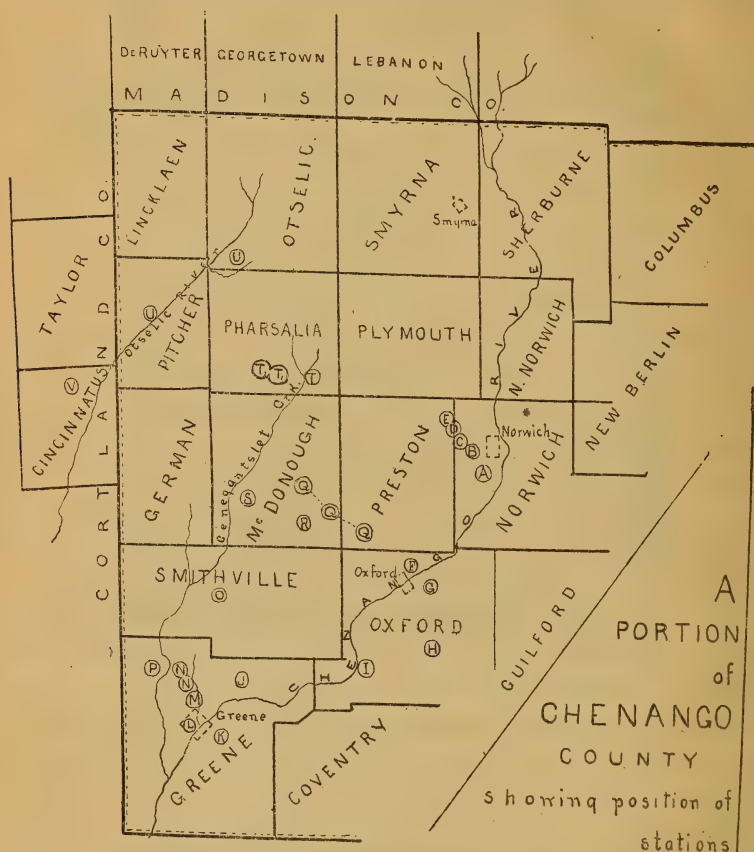 DERUYTER GEORGETOWN LEBANON
MADISON CO.
LINCKLAEN
OTSELIC.
SMYRNA
Smyrna
SHERBURNE
COLUMBUS
TAYLOR
CORTLAND CO.
Otselic River
U
U
PITCHER
PHARSALIA
PLYMOUTH
N. NORWICH
NEW BERLIN
CHENANGO RIVER
V
CINCINNATUS
T, T, T
GERMAN
Genegantslet Crk.
S
McDONOUGH
Q
Q
Q
R
PRESTON
E
D
C
B
A
Norwich
NORWICH
SMITHVILLE
O
Oxford
F
G
OXFORD
H
I
GUILFORD
P
N
N
M
L
J
K
Greene
GREENE
COVENTRY
A
PORTION
of
CHENANGO
COUNTY
showing position of
stations